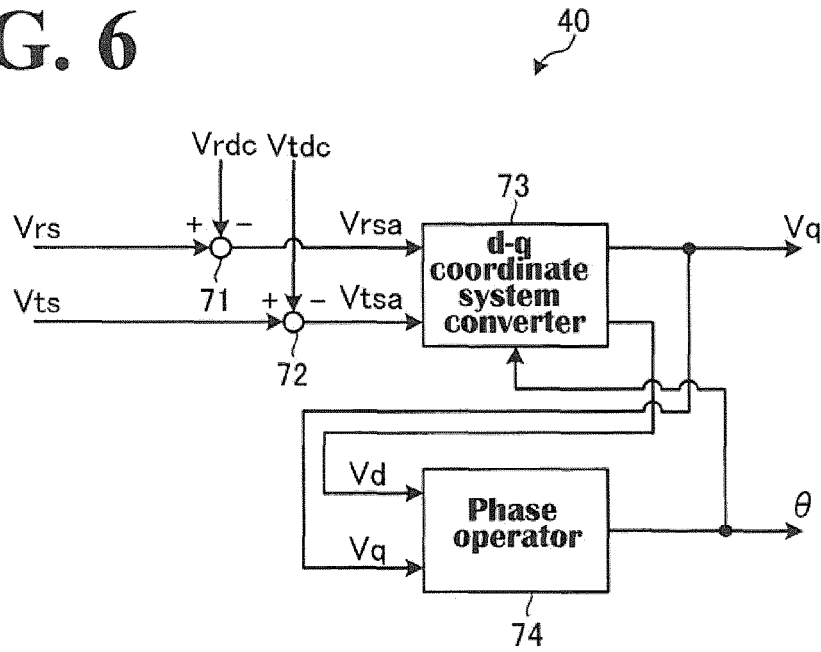 G. 6
40
Vrdc Vtdc
Vrs + − Vrsa
71
Vts + − Vtsa
72
73
d-q
coordinate
system
converter
Vq
Vd
Vq
Phase
operator
74
θ